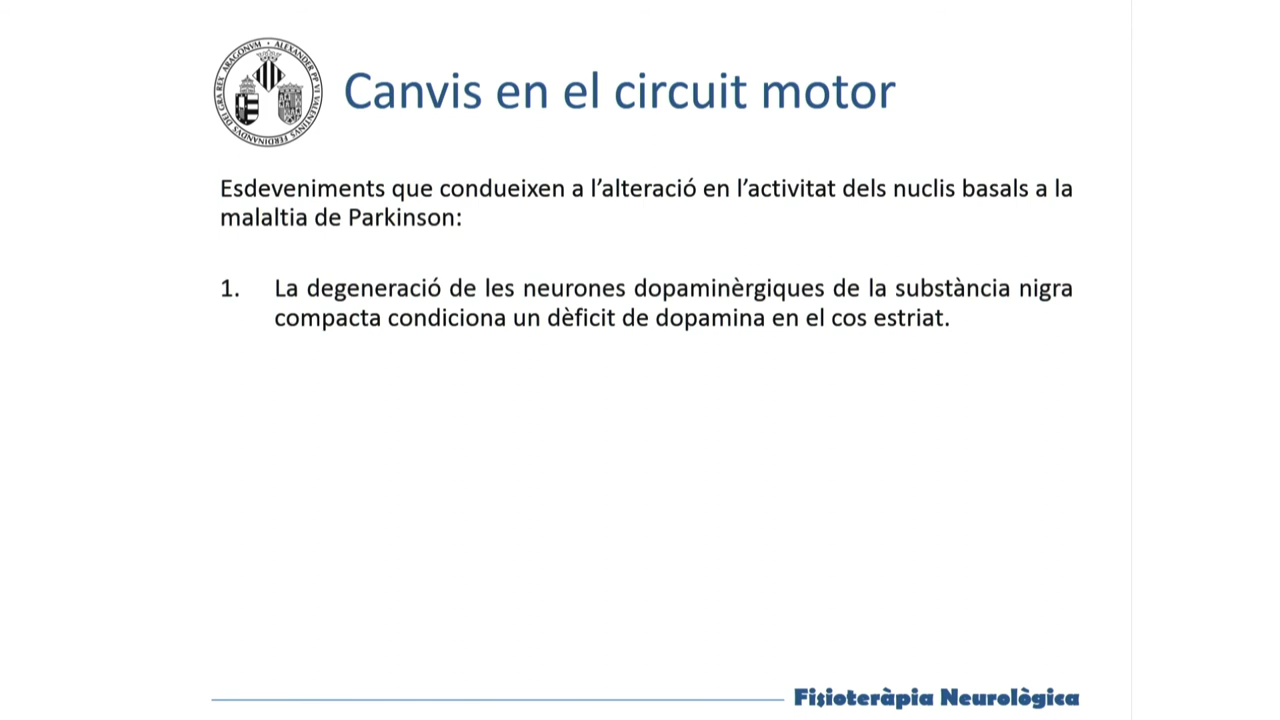 Canvis en el circuit motor
Esdeveniments que condueixen a l’alteració en l’activitat dels nuclis basals a la
malaltia de Parkinson:
1. La degeneració de les neurones dopaminèrgiques de la substància nigra
compacta condiciona un dèficit de dopamina en el cos estriat.
Fisioteràpia Neurològica